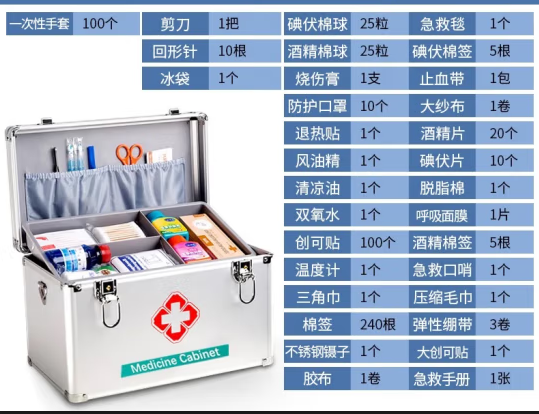 一次性手套 100个 剪刀 1把 碘伏棉球 25粒 急救毯 1个
回形针 10根 酒精棉球 25粒 碘伏棉签 5根
冰袋 1个 烧伤膏 1支 止血带 1包
防护口罩 10个 大纱布 1卷
退热贴 1个 酒精片 20个
风油精 1个 碘伏片 10个
清凉油 1个 脱脂棉 1个
双氧水 1个 呼吸面膜 1片
创可贴 100个 酒精棉签 5根
温度计 1个 急救口哨 1个
三角巾 1个 压缩毛巾 1个
棉签 240根 弹性绷带 3卷
不锈钢镊子 1个 大创可贴 1个
胶布 1卷 急救手册 1张
Medicine Cabinet